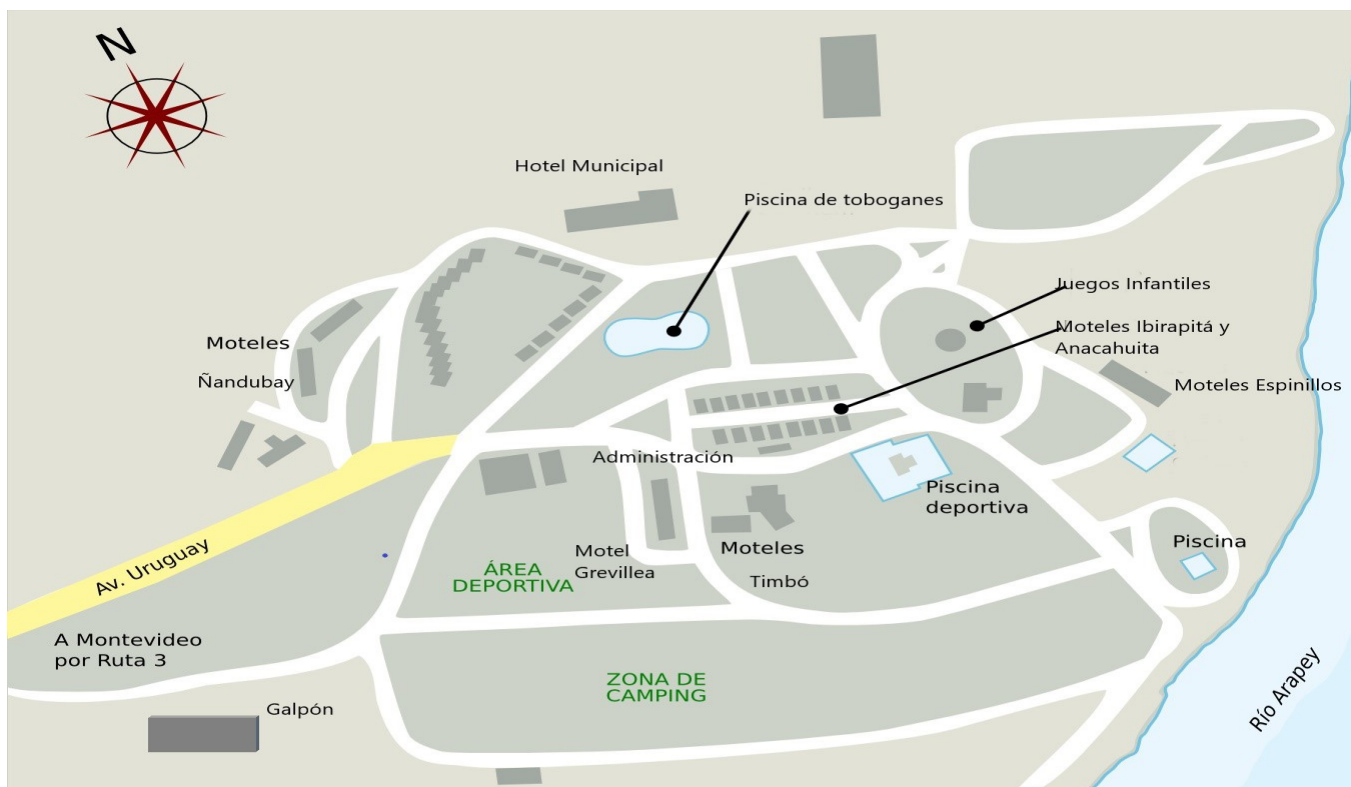 N
Hotel Municipal
Piscina de toboganes
Juegos Infantiles
Moteles Ibirapitá y
Anacahuita
Moteles
Ñandubay
Moteles Espinillos
Administración
Piscina
deportiva
Av. Uruguay
Motel
Grevillea
Moteles
Timbó
Piscina
ÁREA
DEPORTIVA
A Montevideo
por Ruta 3
ZONA DE
CAMPING
Galpón
Río Arapey